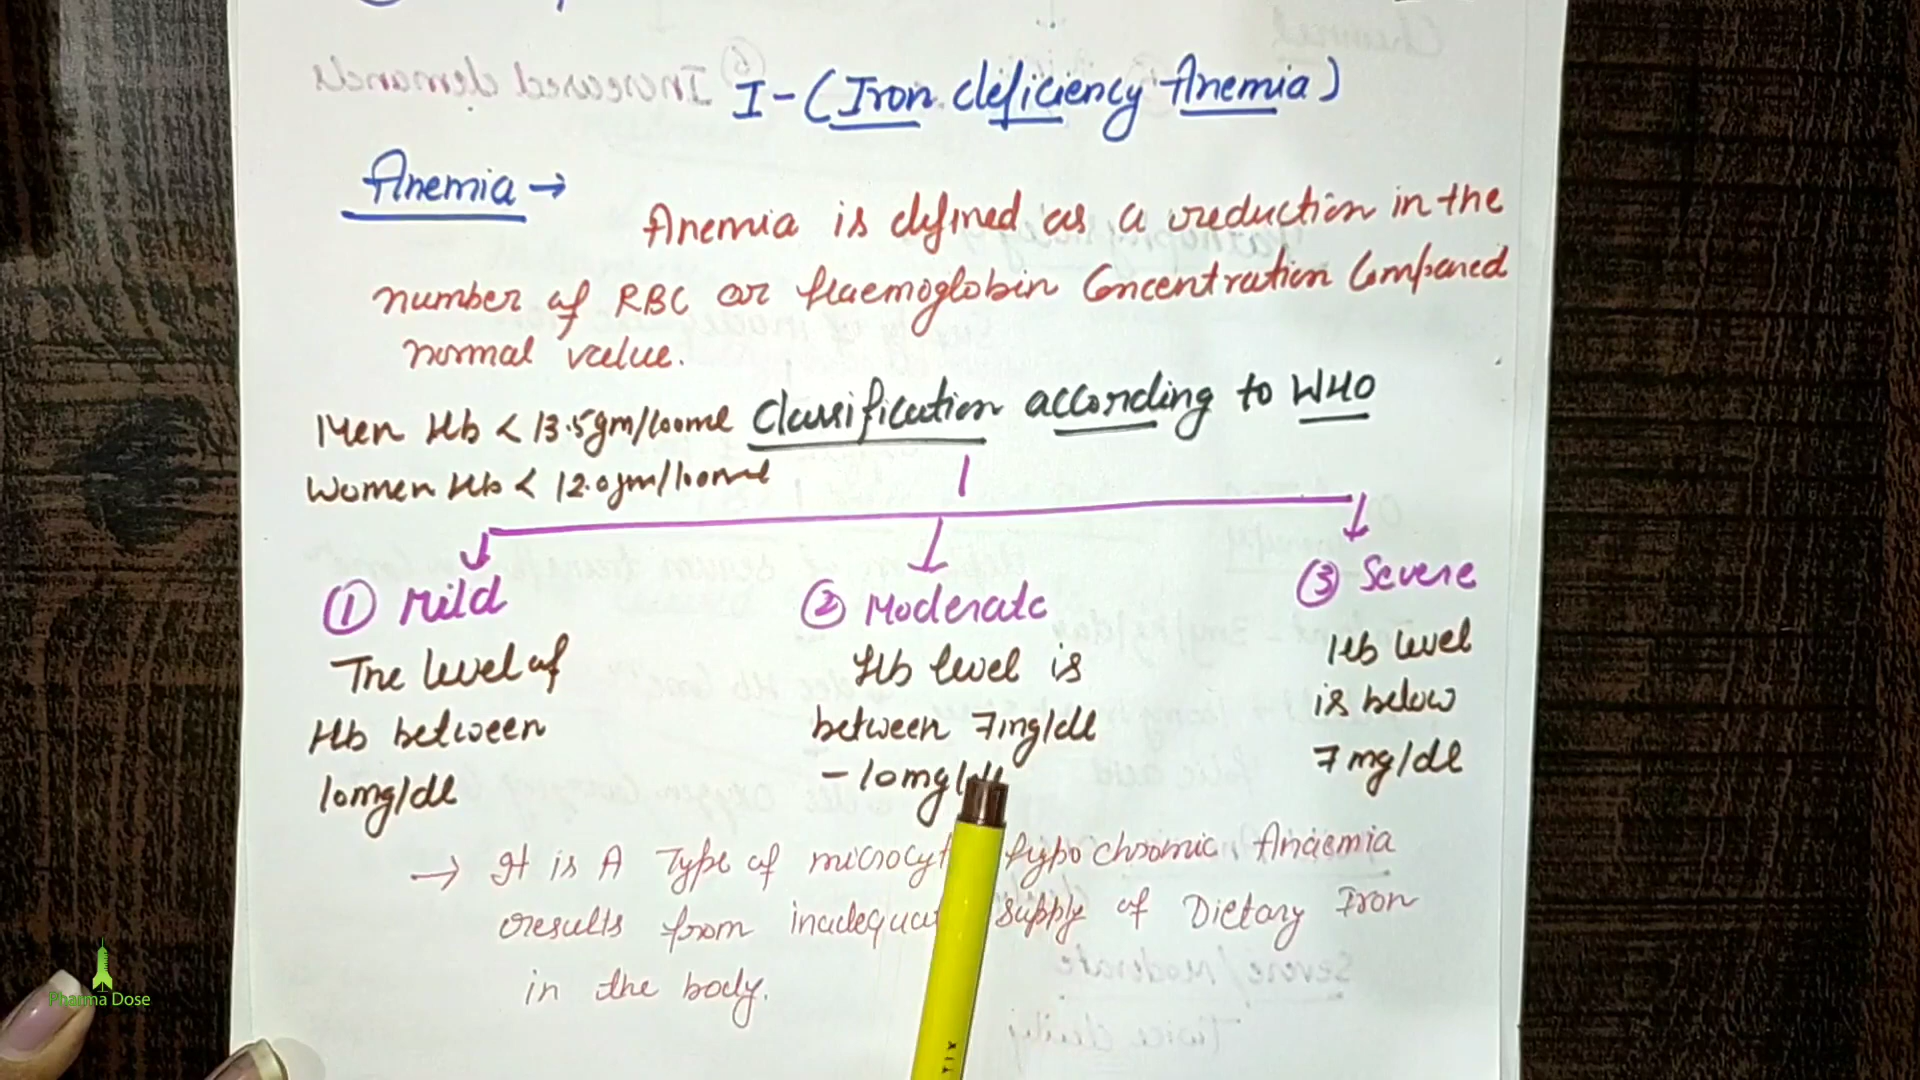 I-(Iron deficiency Anemia)
Anemia →
Anemia is defined as a reduction in the
number of RBC or haemoglobin Concentration Compared
normal value.
Men Hb < 13.5gm/100ml
Women Hb < 12.0gm/100ml
Classification according to WHO
① Mild
The level of
Hb between
10mg/dl
② Moderate
Hb level is
between 7mg/dl
- 10mg/dl
③ Severe
Hb level
is below
7 mg/dl
→ It is A Type of microcyt hypochromic Anaemia
results from inadequat supply of Dietary Iron
in the body.
Pharma Dose